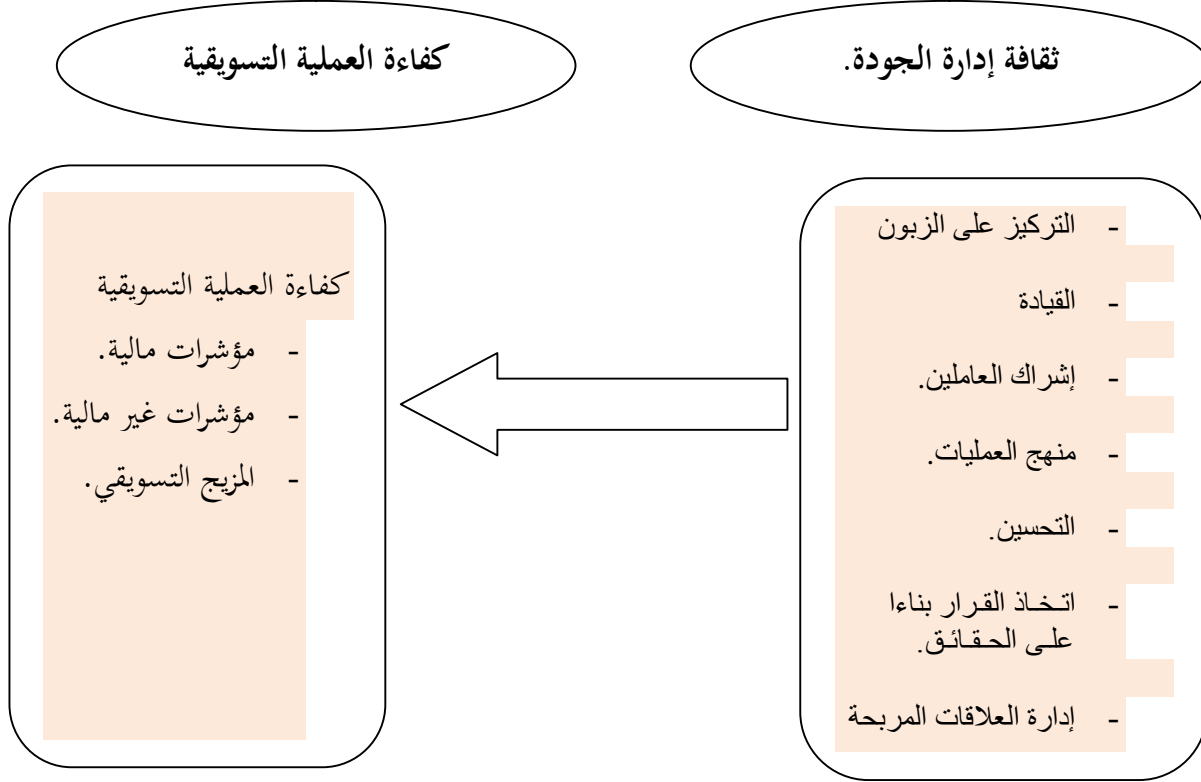 ثقافة إدارة الجودة.
كفاءة العملية التسويقية
- التركيز على الزبون
- القيادة
- إشراك العاملين.
- منهج العمليات.
- التحسين.
- اتخاذ القرار بناءا
على الحقائق.
- إدارة العلاقات المربحة
كفاءة العملية التسويقية
- مؤشرات مالية.
- مؤشرات غير مالية.
- المزيج التسويقي.